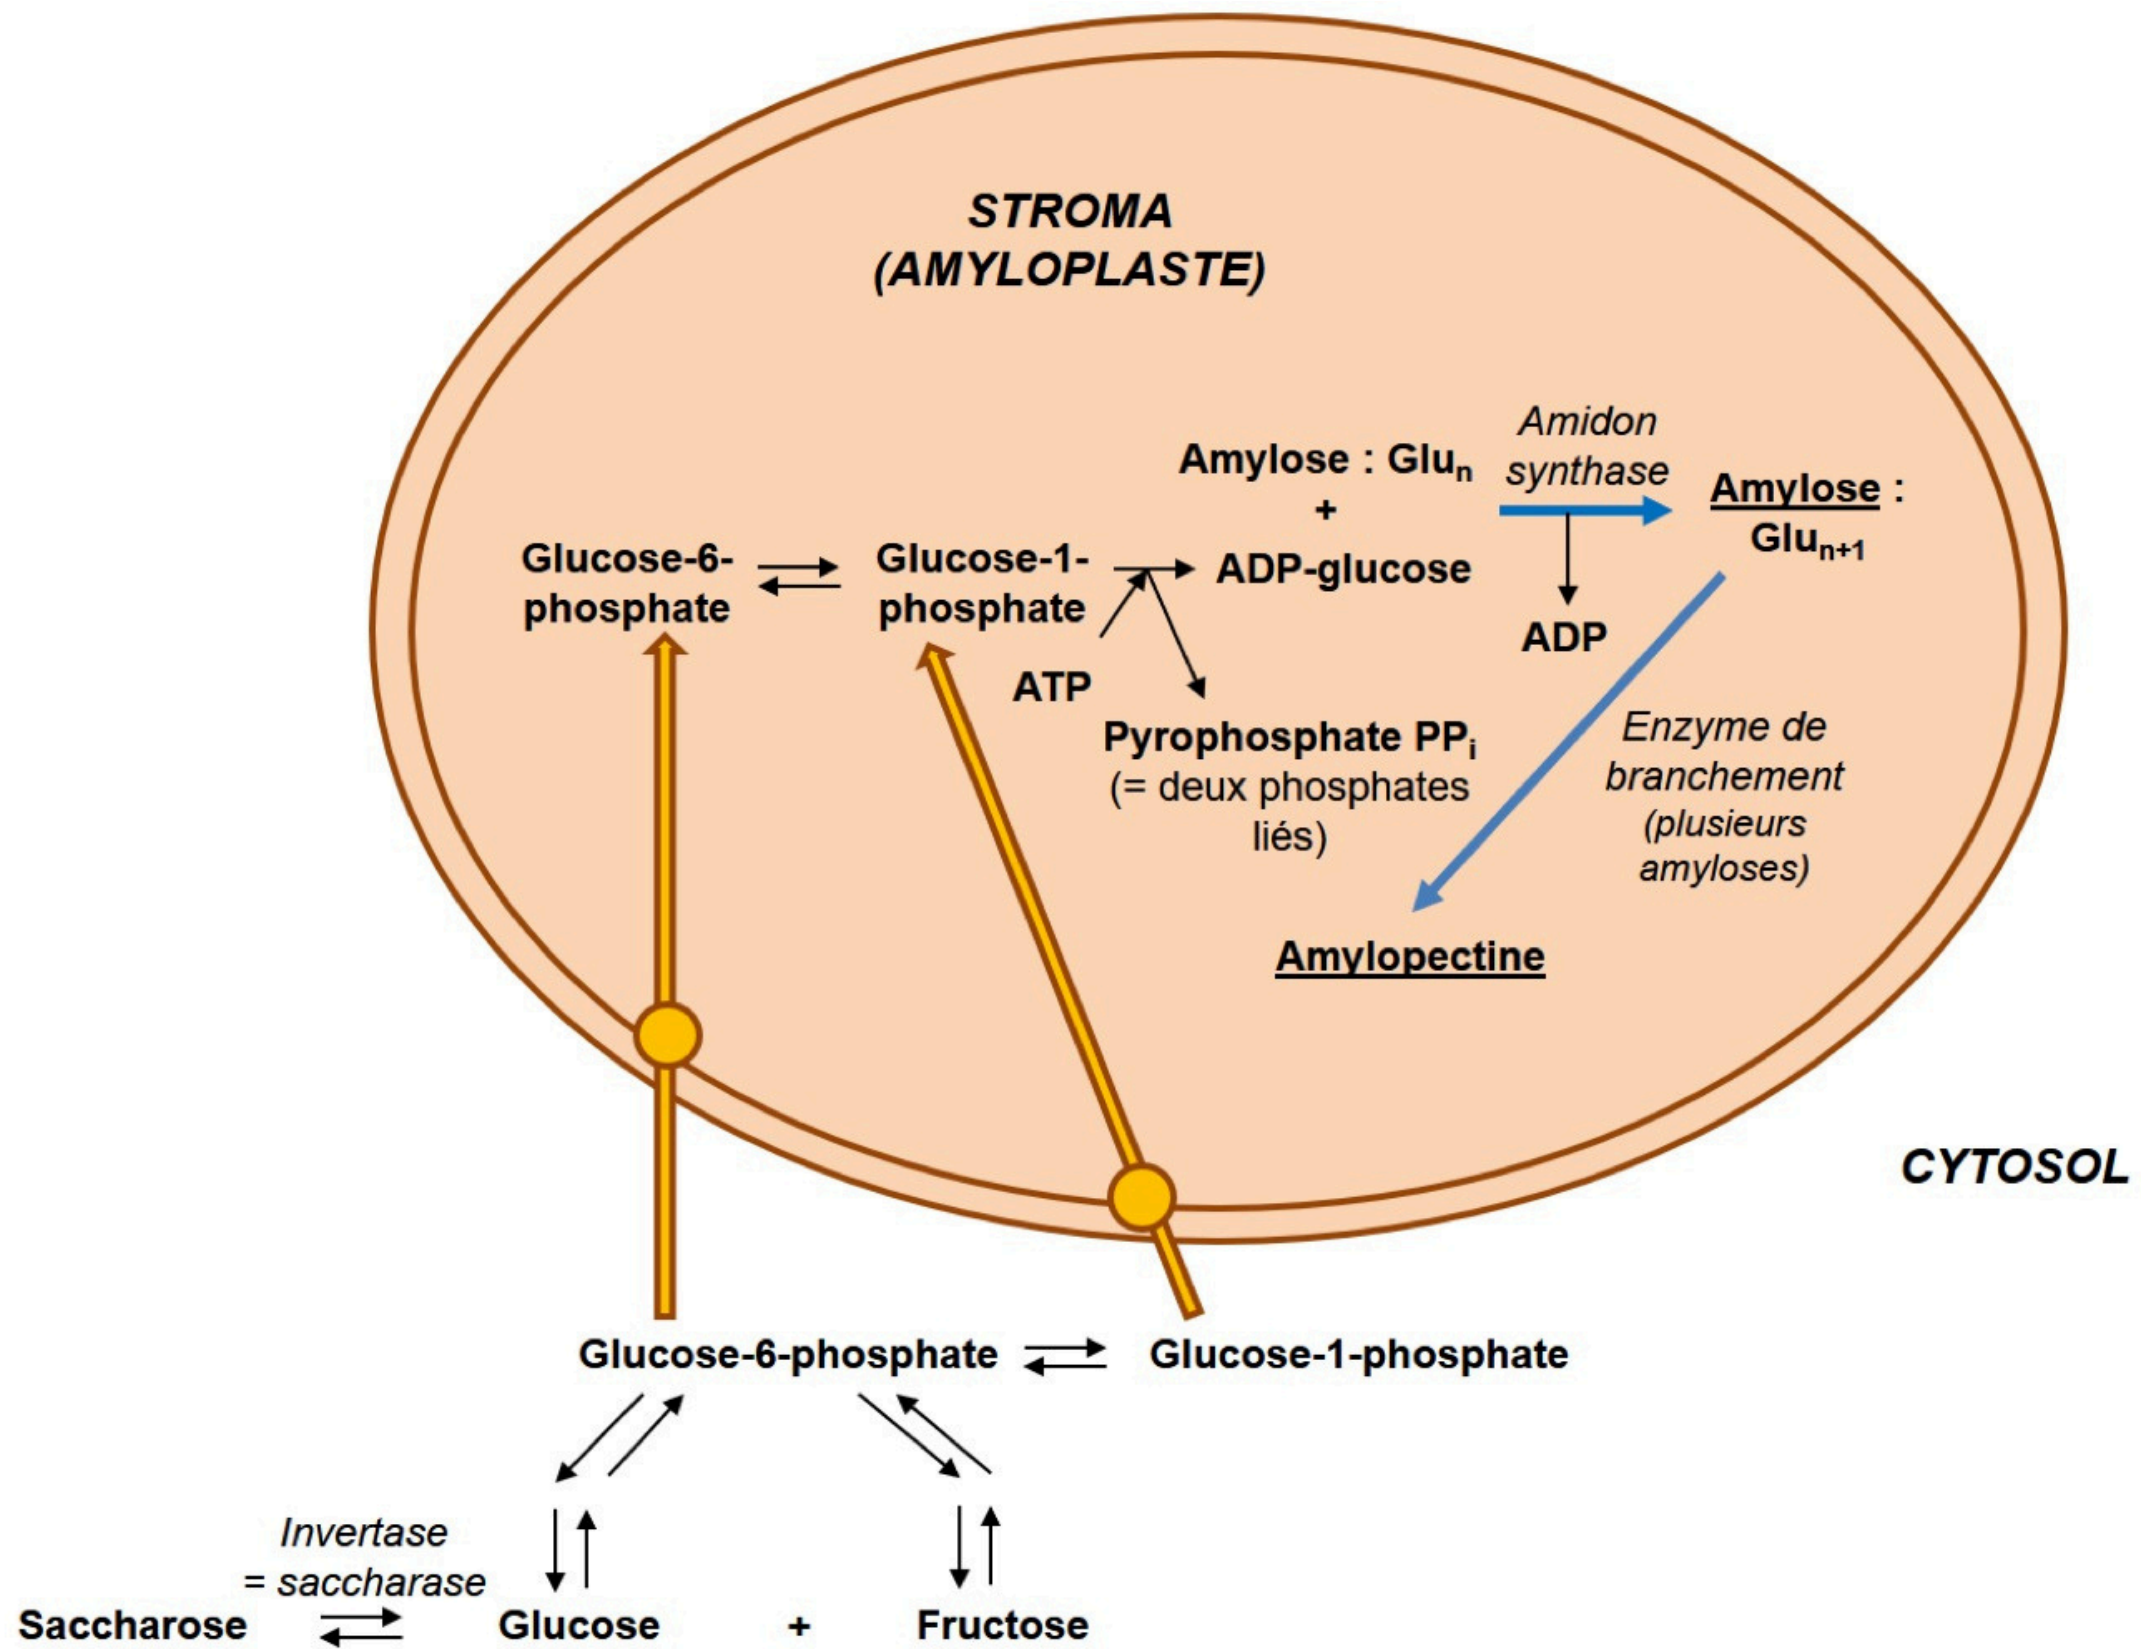 STROMA
(AMYLOPLASTE)
Amidon
synthase
Amylose : Gluₙ
+
ADP-glucose
Amylose :
Gluₙ₊₁
Glucose-6-
phosphate
Glucose-1-
phosphate
ADP
ATP
Pyrophosphate PPᵢ
(= deux phosphates
liés)
Enzyme de
branchement
(plusieurs
amyloses)
Amylopectine
CYTOSOL
Glucose-6-phosphate
Glucose-1-phosphate
Invertase
= saccharase
Saccharose
Glucose + Fructose